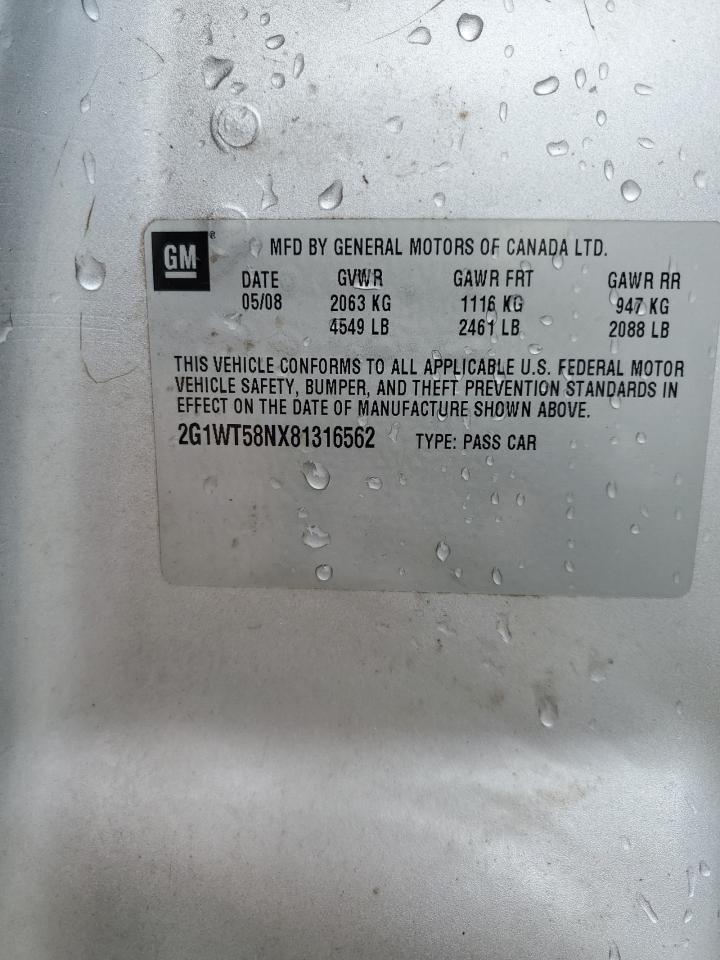 GM ® MFD BY GENERAL MOTORS OF CANADA LTD.
DATE GVWR GAWR FRT GAWR RR
05/08 2063 KG 1116 KG 947 KG
4549 LB 2461 LB 2088 LB
THIS VEHICLE CONFORMS TO ALL APPLICABLE U.S. FEDERAL MOTOR
VEHICLE SAFETY, BUMPER, AND THEFT PREVENTION STANDARDS IN
EFFECT ON THE DATE OF MANUFACTURE SHOWN ABOVE.
2G1WT58NX81316562 TYPE: PASS CAR